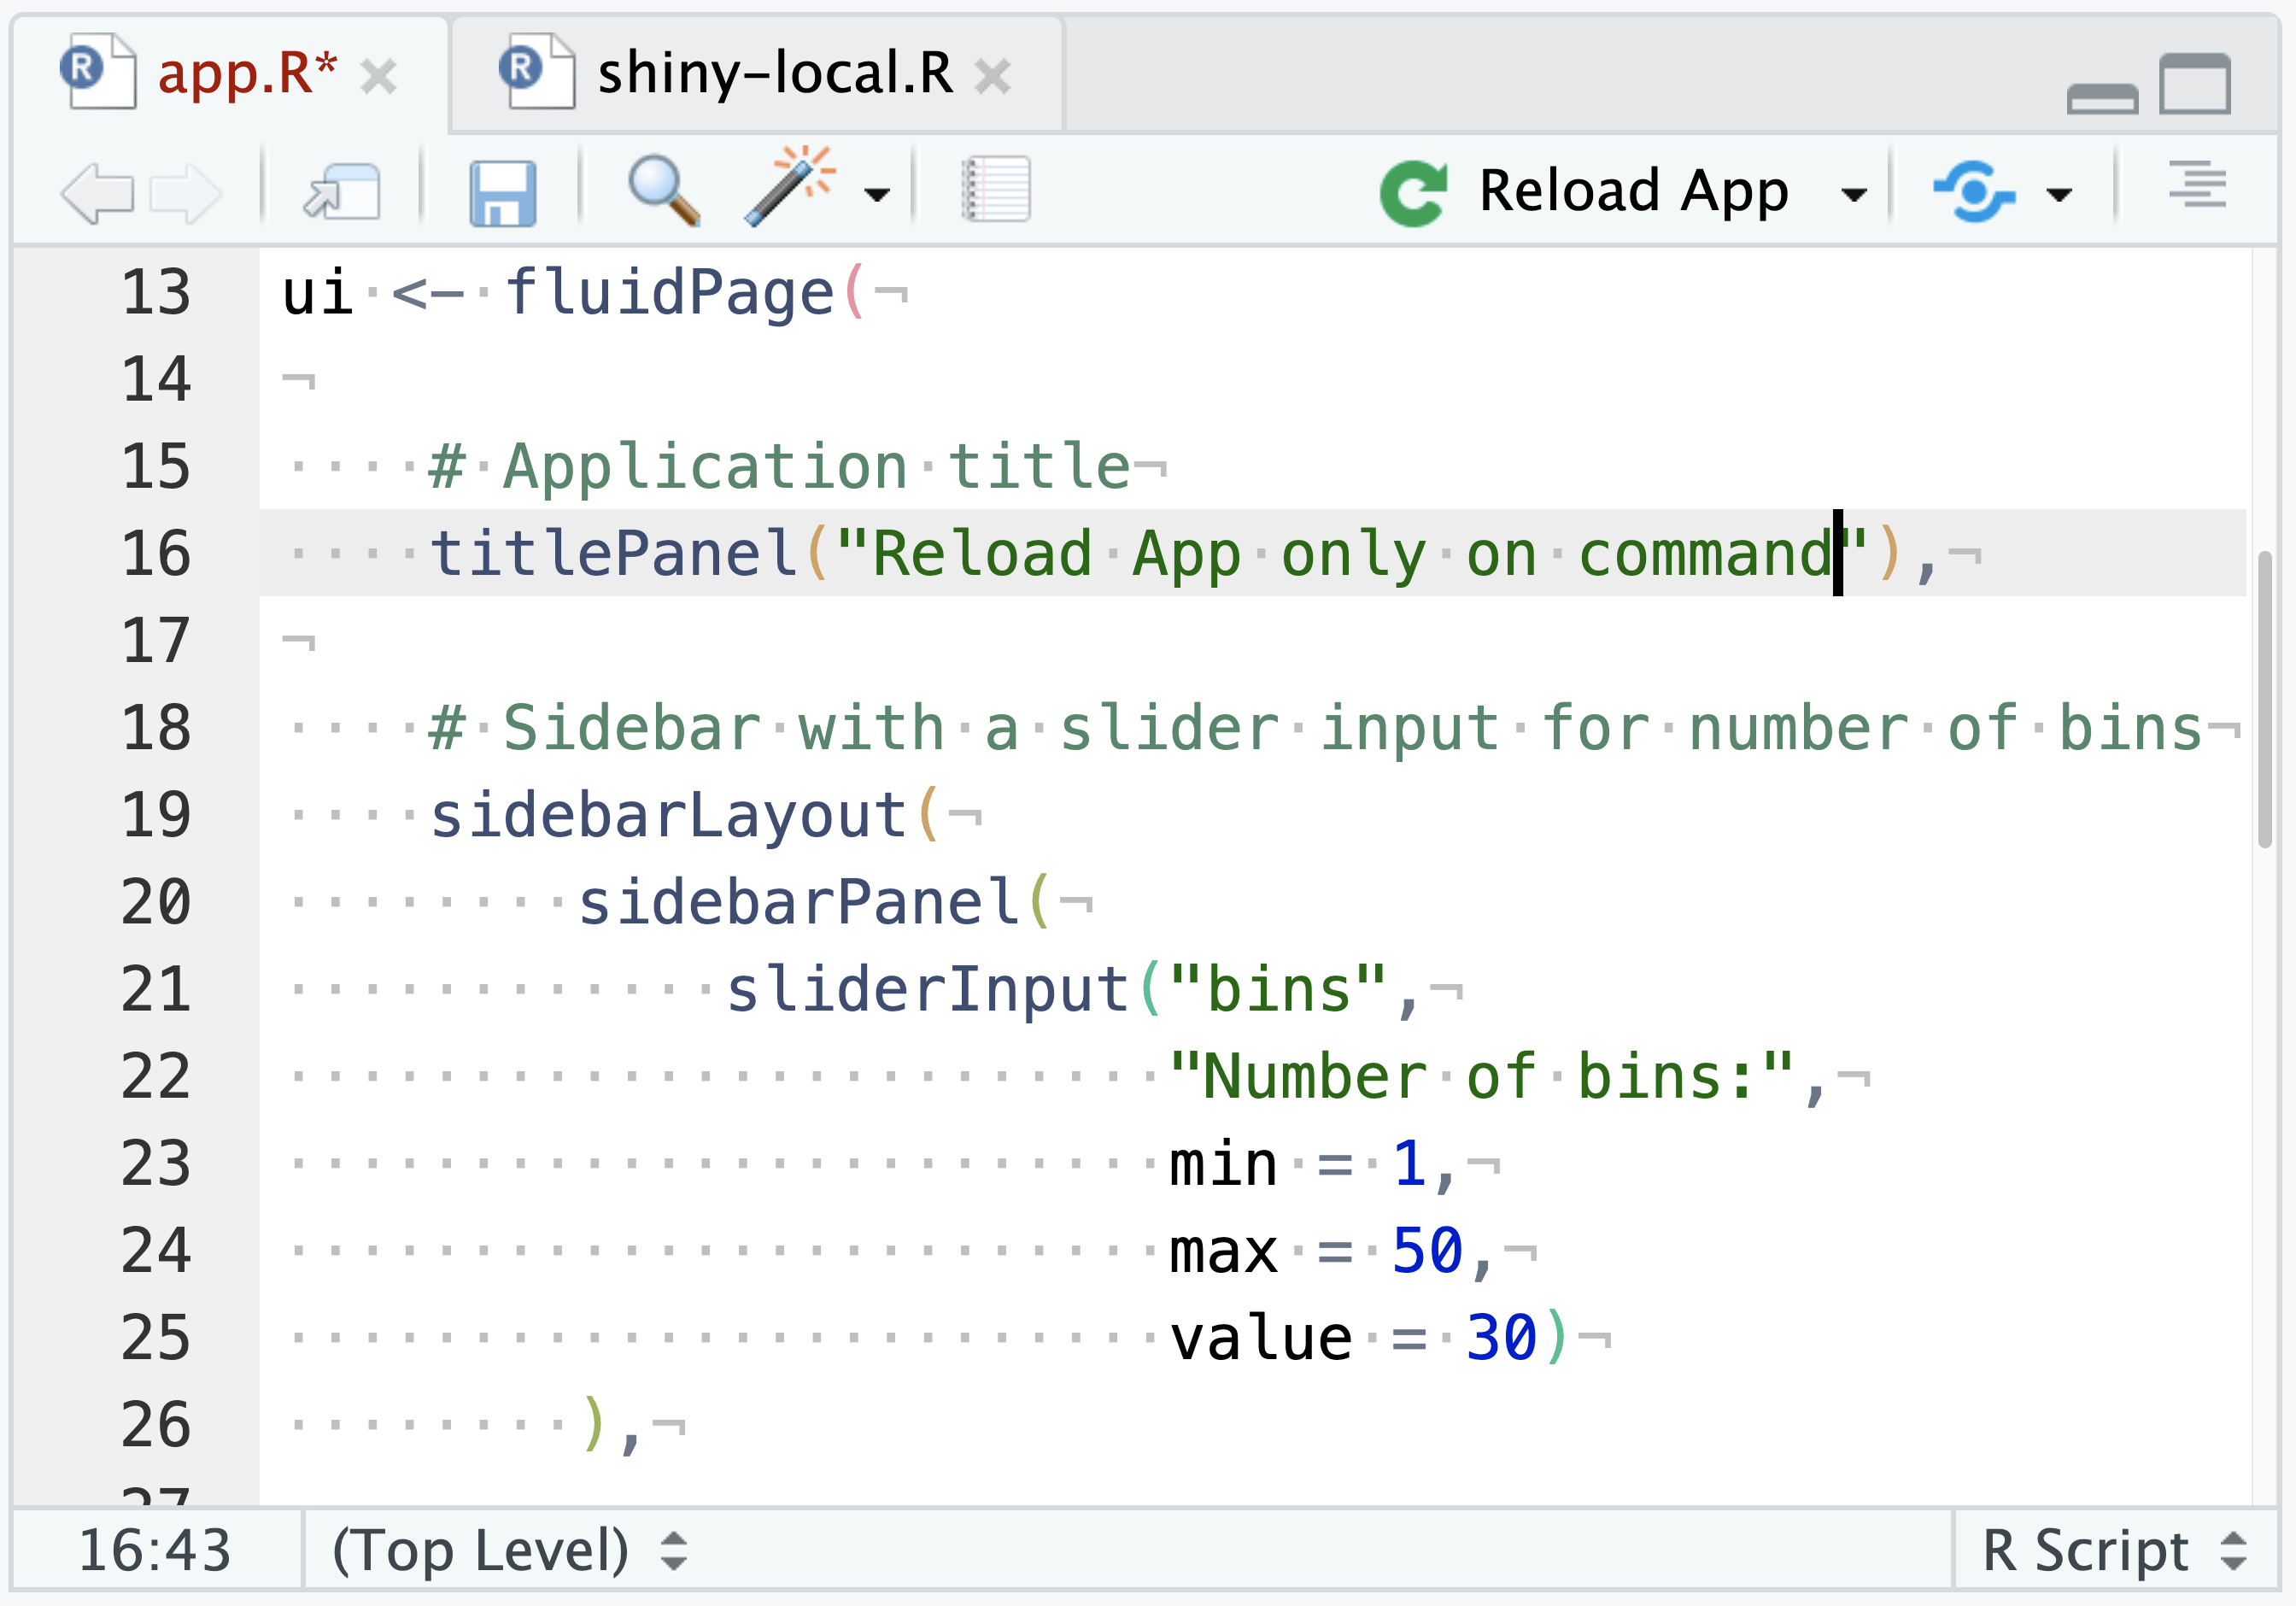 app.R* shiny-local.R
Reload App
13 ui <- fluidPage(
14
15     # Application title
16     titlePanel("Reload App only on command"),
17
18     # Sidebar with a slider input for number of bins
19     sidebarLayout(
20         sidebarPanel(
21             sliderInput("bins",
22                         "Number of bins:",
23                         min = 1,
24                         max = 50,
25                         value = 30)
26         ),
27
16:43 (Top Level) R Script